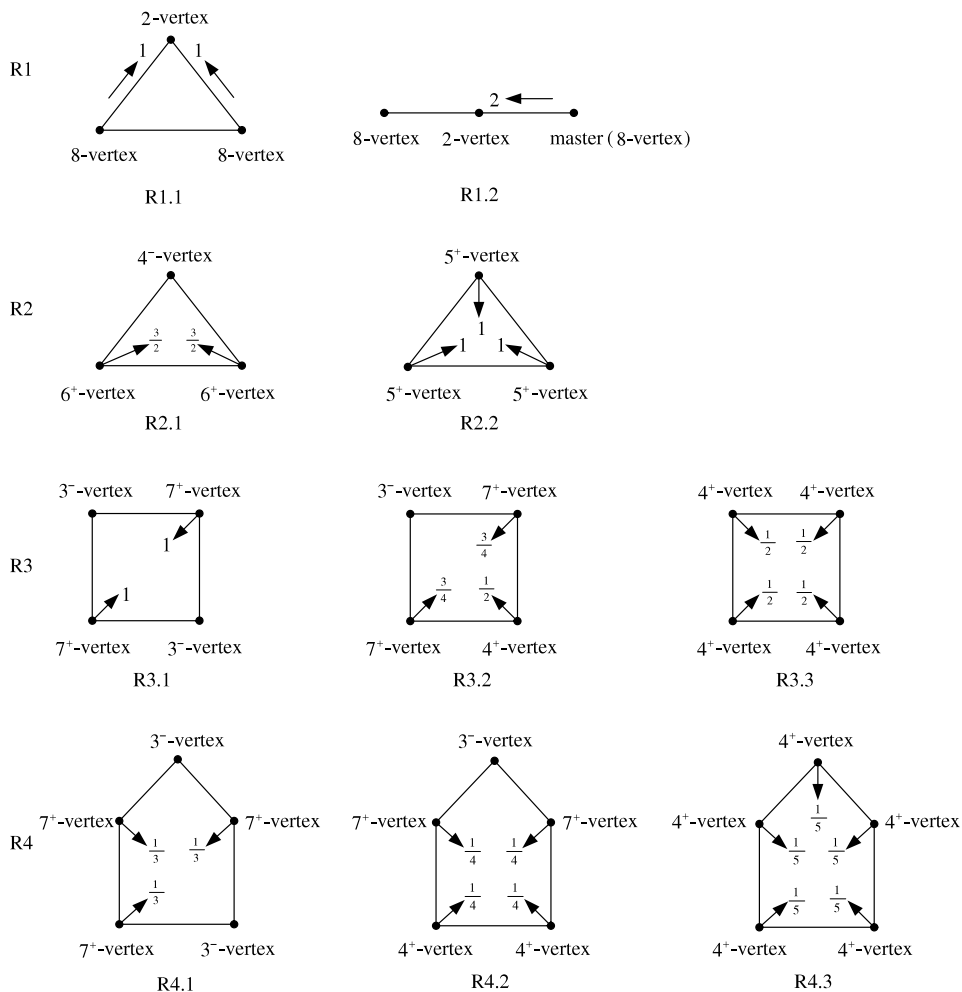 2-vertex
R1
1 1
2
8-vertex 8-vertex
8-vertex 2-vertex master (8-vertex)
R1.1 R1.2
4⁻-vertex 5⁺-vertex
R2
3/2 3/2
1
1 1
6⁺-vertex 6⁺-vertex 5⁺-vertex 5⁺-vertex
R2.1 R2.2
3⁻-vertex 7⁺-vertex 3⁻-vertex 7⁺-vertex 4⁺-vertex 4⁺-vertex
1 3/4 1/2 1/2
R3
1 3/4 1/2 1/2 1/2
7⁺-vertex 3⁻-vertex 7⁺-vertex 4⁺-vertex 4⁺-vertex 4⁺-vertex
R3.1 R3.2 R3.3
3⁻-vertex 3⁻-vertex 4⁺-vertex
7⁺-vertex 7⁺-vertex 7⁺-vertex 7⁺-vertex 4⁺-vertex 4⁺-vertex
1/5
R4
1/3 1/3 1/4 1/4 1/5 1/5
1/3 1/4 1/4 1/5 1/5
7⁺-vertex 3⁻-vertex 4⁺-vertex 4⁺-vertex 4⁺-vertex 4⁺-vertex
R4.1 R4.2 R4.3